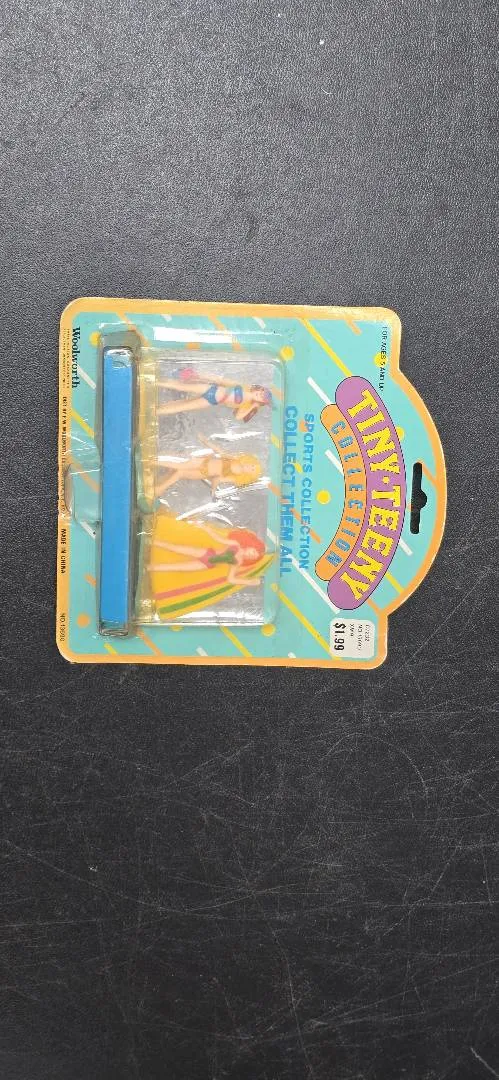 FOR AGES 5 AND UP
TINY·TEENY
COLLECTION
$1.99
SPORTS COLLECTION
COLLECT THEM ALL
Woolworth
MADE IN CHINA